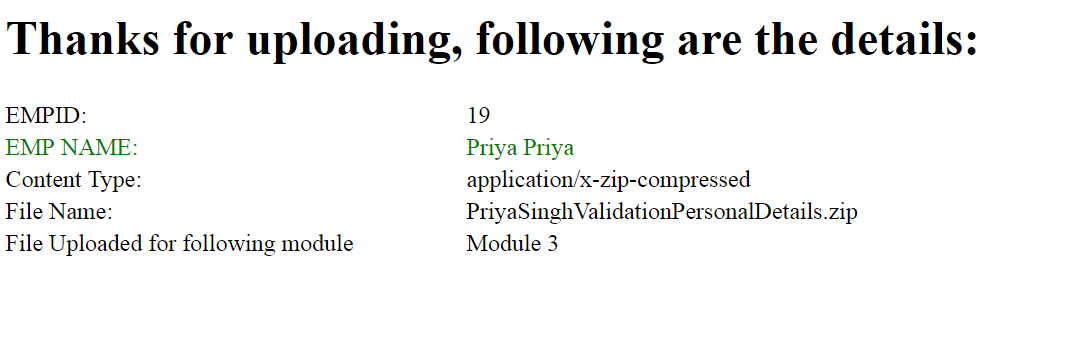 Thanks for uploading, following are the details:
EMPID: 19
EMP NAME: Priya Priya
Content Type: application/x-zip-compressed
File Name: PriyaSinghValidationPersonalDetails.zip
File Uploaded for following module Module 3